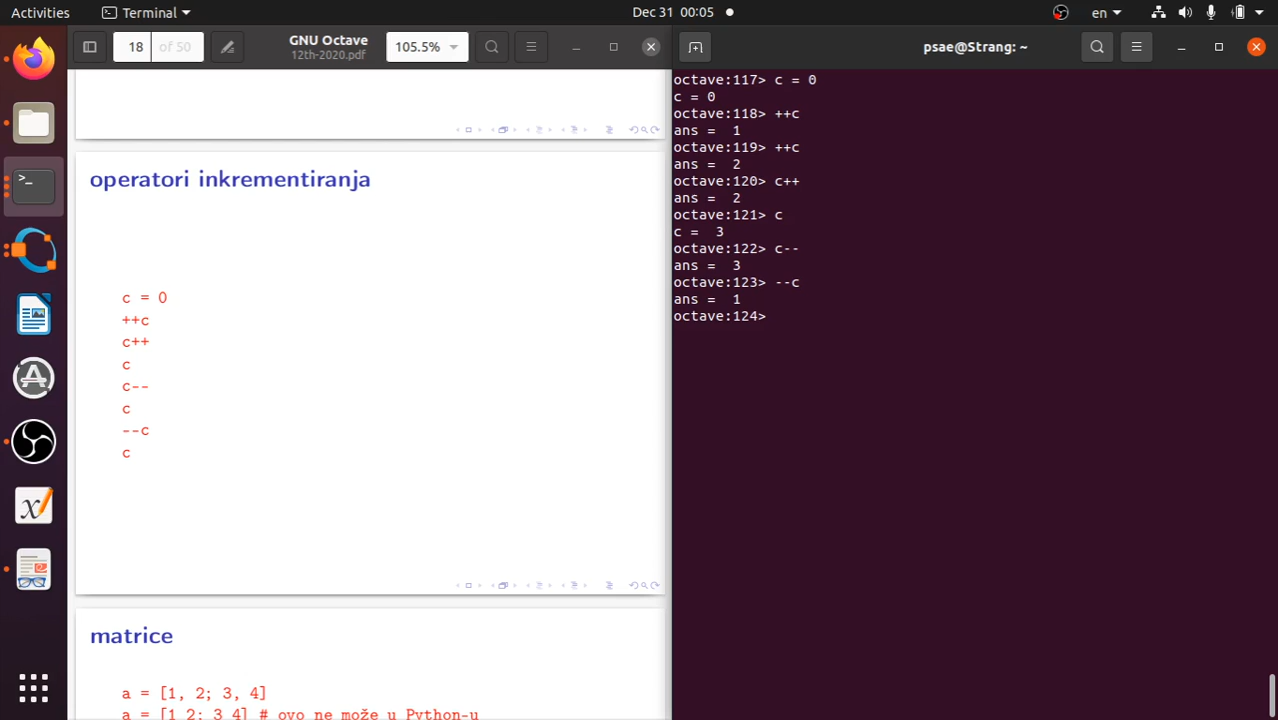 Activities
Terminal
Dec 31 00:05
en
18 of 50
GNU Octave
12th-2020.pdf
105.5%
operatori inkrementiranja
c = 0
++c
c++
c
c--
c
--c
c
matrice
a = [1, 2; 3, 4]
a = [1 2; 3 4] # ovo ne može u Python-u
psae@Strang: ~
octave:117> c = 0
c = 0
octave:118> ++c
ans =  1
octave:119> ++c
ans =  2
octave:120> c++
ans =  2
octave:121> c
c =  3
octave:122> c--
ans =  3
octave:123> --c
ans =  1
octave:124>